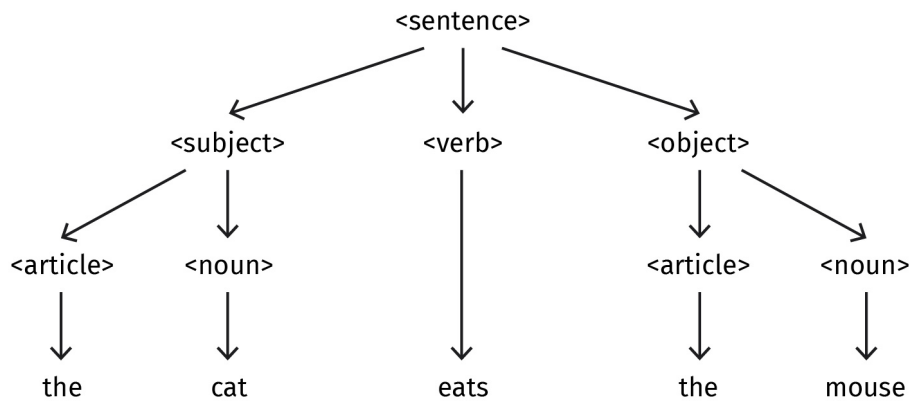 <sentence>
<subject> <verb> <object>
<article> <noun> <article> <noun>
the cat eats the mouse